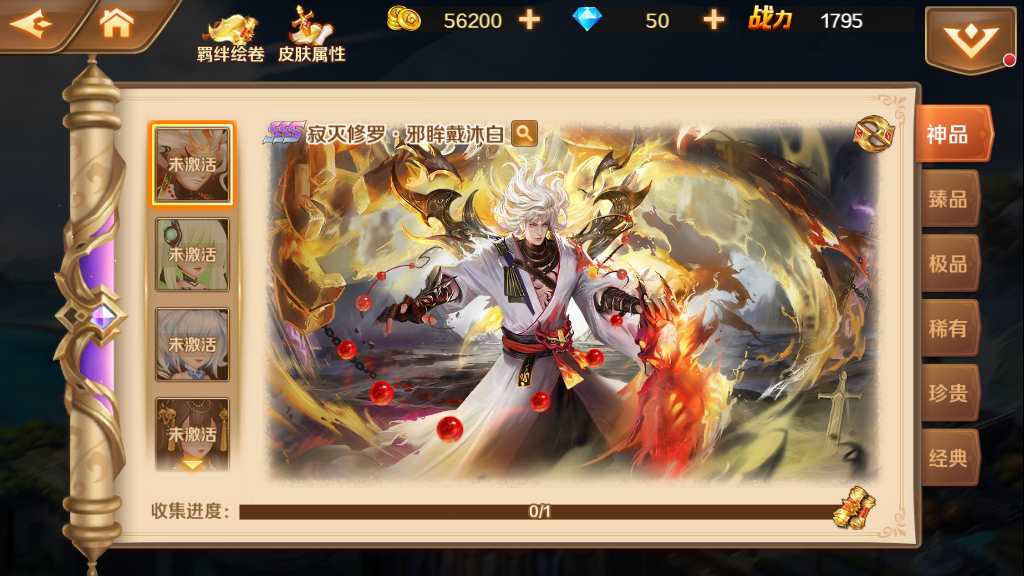 56200
50
战力 1795
羁绊绘卷
皮肤属性
SSS 寂灭修罗·邪眸戴沐白
未激活
未激活
未激活
未激活
神品
臻品
极品
稀有
珍贵
经典
收集进度：
0/1